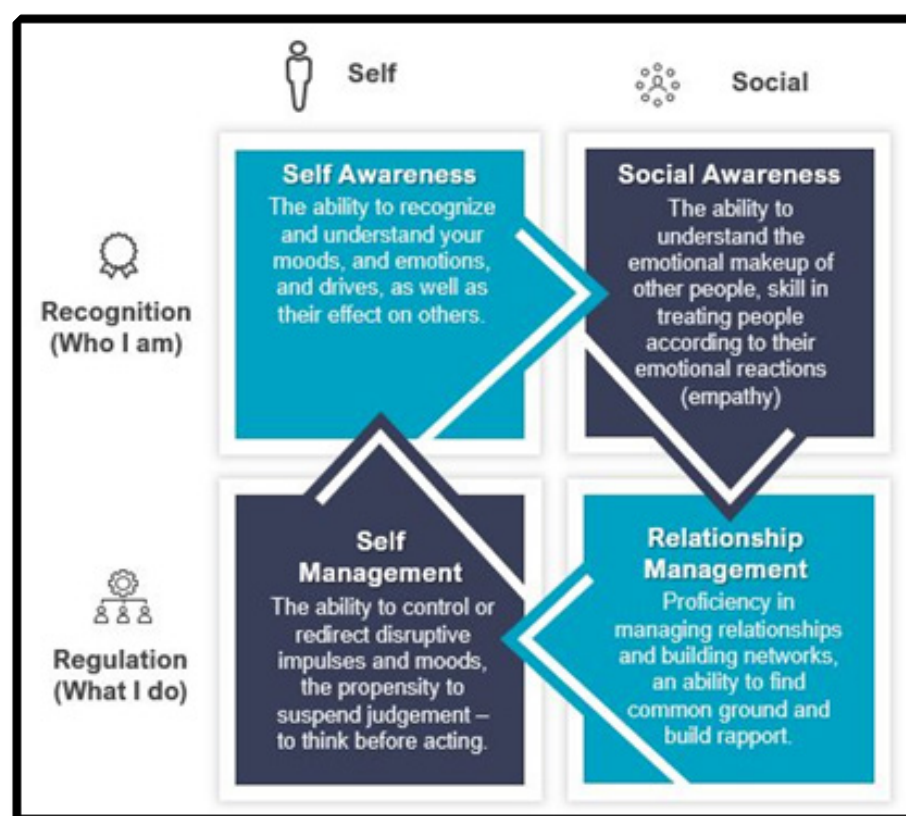 Self
Social
Recognition
(Who I am)
Self Awareness
The ability to recognize
and understand your
moods, and emotions,
and drives, as well as
their effect on others.
Social Awareness
The ability to
understand the
emotional makeup of
other people, skill in
treating people
according to their
emotional reactions
(empathy)
Regulation
(What I do)
Self
Management
The ability to control or
redirect disruptive
impulses and moods,
the propensity to
suspend judgement –
to think before acting.
Relationship
Management
Proficiency in
managing relationships
and building networks,
an ability to find
common ground and
build rapport.